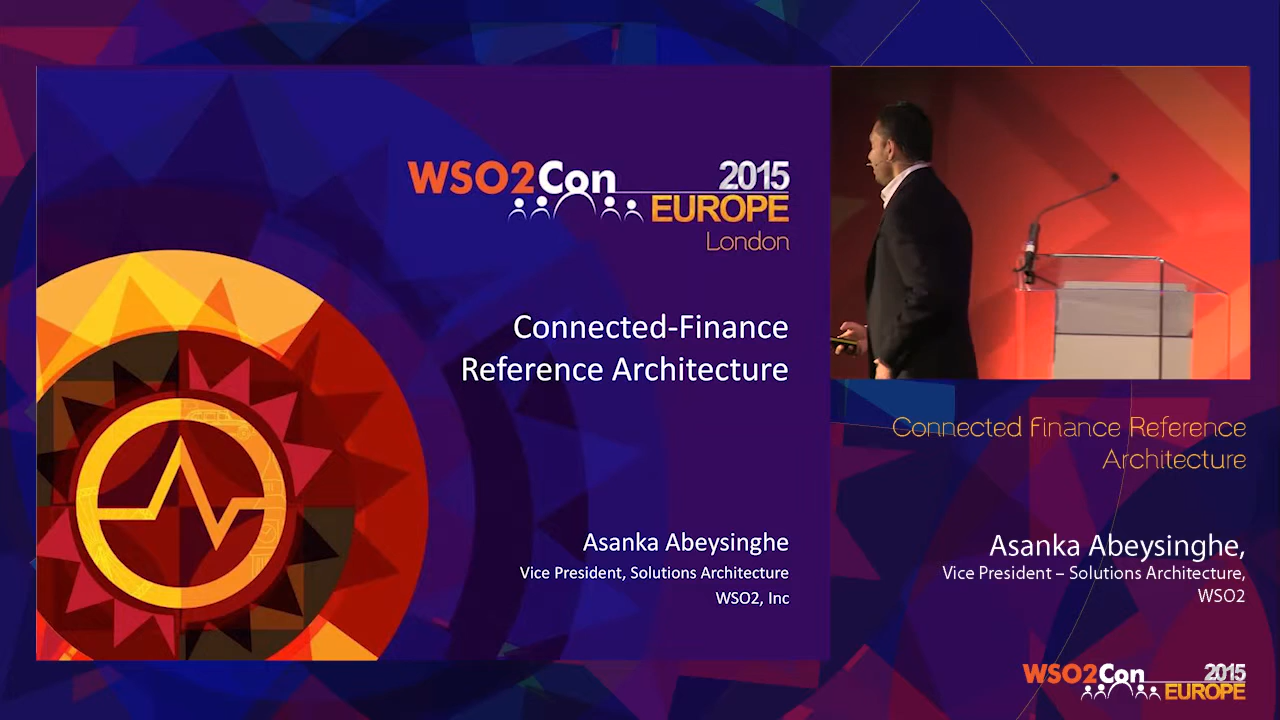 WSO2Con 2015
EUROPE
London
Connected-Finance
Reference Architecture
Asanka Abeysinghe
Vice President, Solutions Architecture
WSO2, Inc
Connected Finance Reference
Architecture
Asanka Abeysinghe,
Vice President – Solutions Architecture,
WSO2
WSO2Con 2015
EUROPE